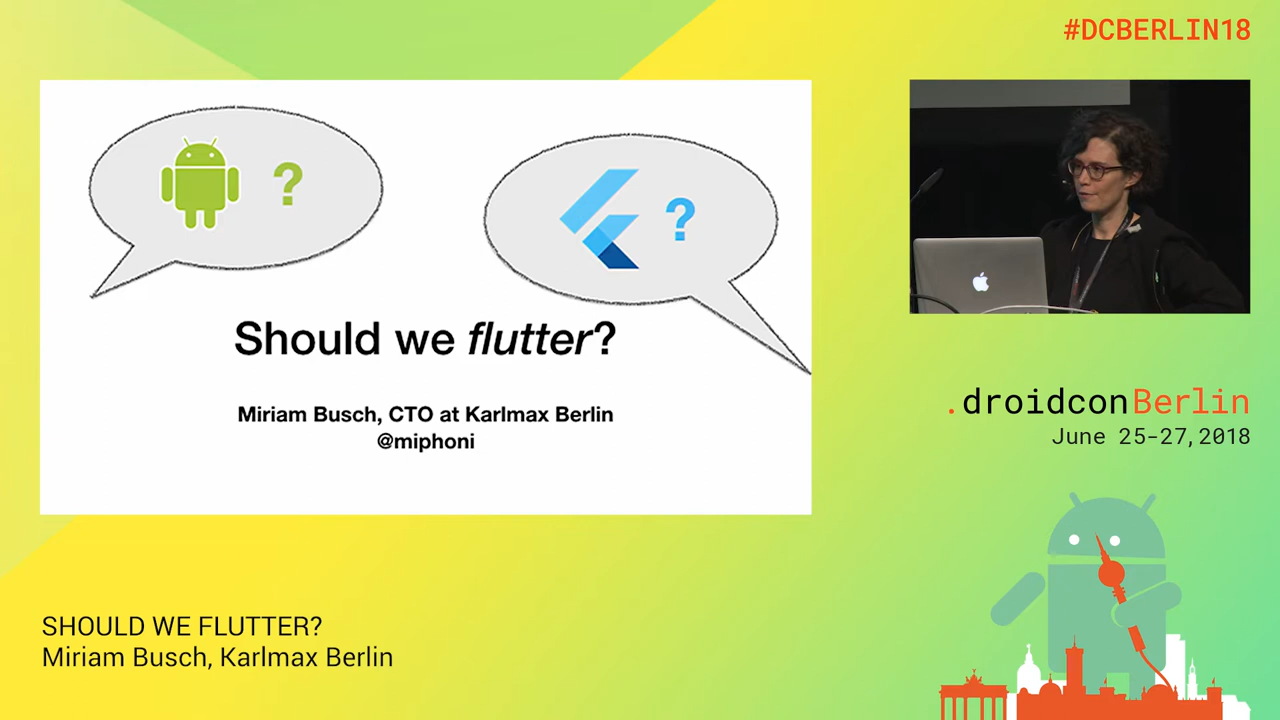 #DCBERLIN18
?
?
Should we flutter?
Miriam Busch, CTO at Karlmax Berlin
@miphoni
.droidconBerlin
June 25-27, 2018
SHOULD WE FLUTTER?
Miriam Busch, Karlmax Berlin